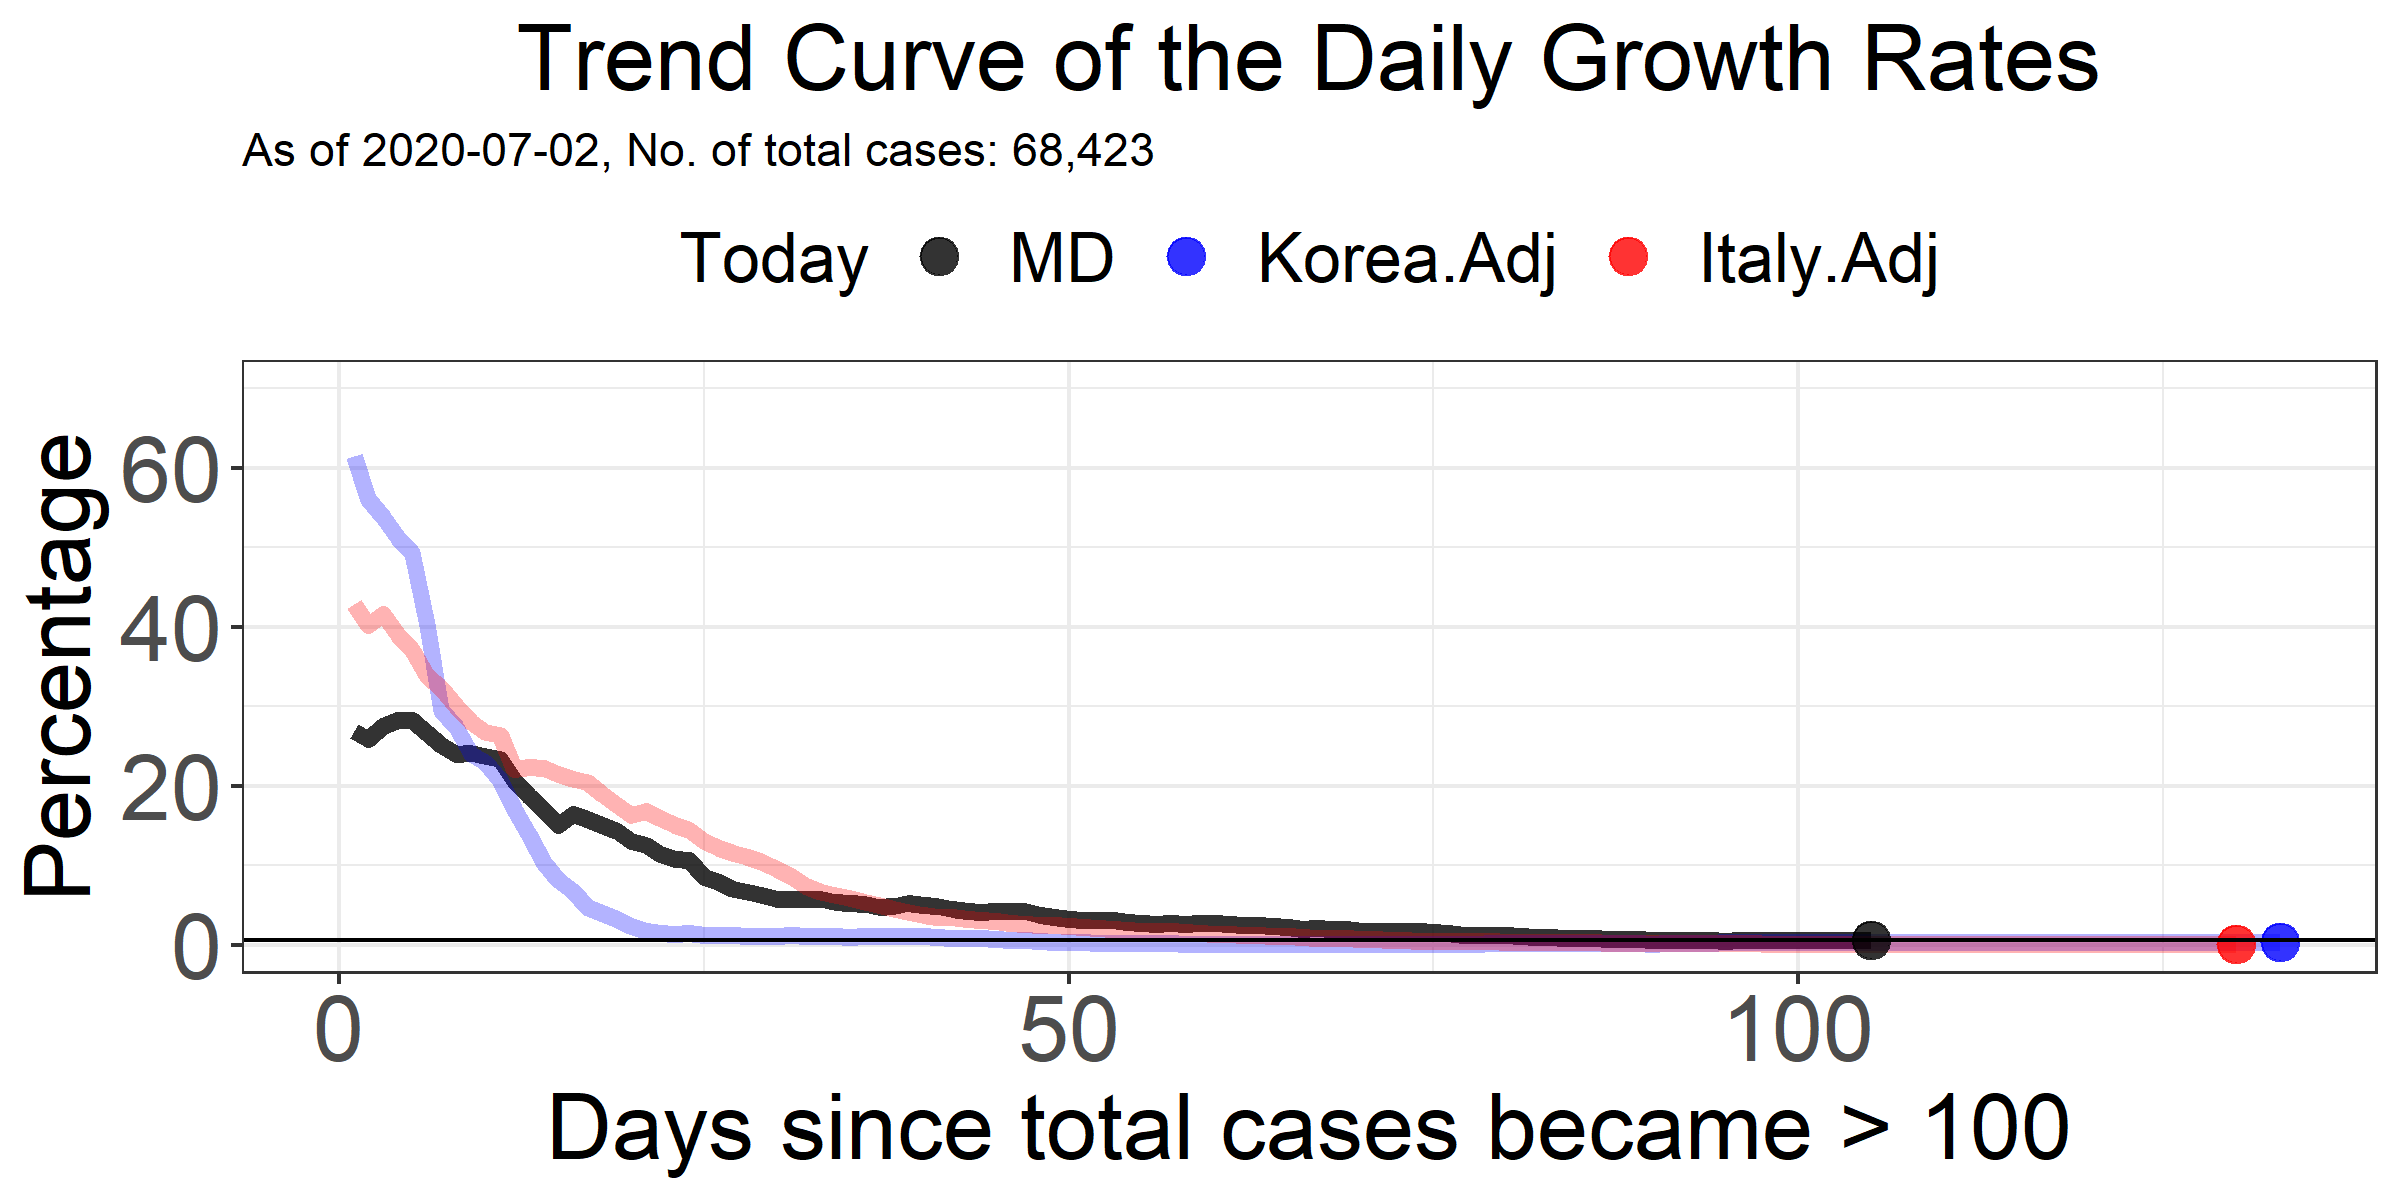 Trend Curve of the Daily Growth Rates
As of 2020-07-02, No. of total cases: 68,423
Today MD Korea.Adj Italy.Adj
Percentage
60
40
20
0
0 50 100
Days since total cases became > 100